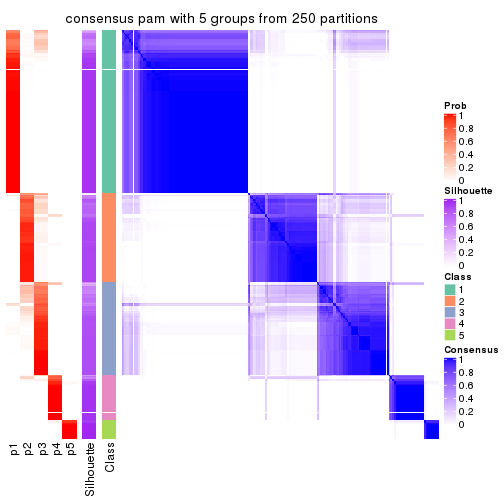 consensus pam with 5 groups from 250 partitions
Prob
1
0.8
0.6
0.4
0.2
0
Silhouette
1
0.8
0.6
0.4
0.2
0
Class
1
2
3
4
5
Consensus
1
0.8
0.6
0.4
0.2
0
p1
p2
p3
p4
p5
Silhouette
Class